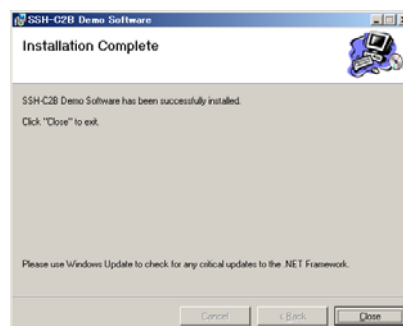 SSH-C2B Demo Software
Installation Complete
SSH-C2B Demo Software has been successfully installed.
Click "Close" to exit.
Please use Windows Update to check for any critical updates to the .NET Framework.
Cancel
< Back
Close